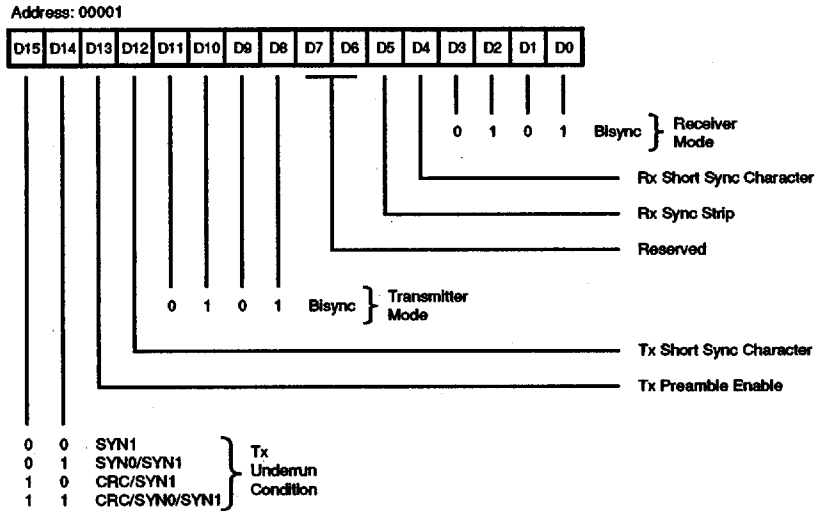 Address: 00001
D15 D14 D13 D12 D11 D10 D9 D8 D7 D6 D5 D4 D3 D2 D1 D0
0 1 0 1 Bisync } Receiver Mode
Rx Short Sync Character
Rx Sync Strip
Reserved
0 1 0 1 Bisync } Transmitter Mode
Tx Short Sync Character
Tx Preamble Enable
0 0 SYN1
0 1 SYN0/SYN1
1 0 CRC/SYN1
1 1 CRC/SYN0/SYN1
Tx
Underrun
Condition